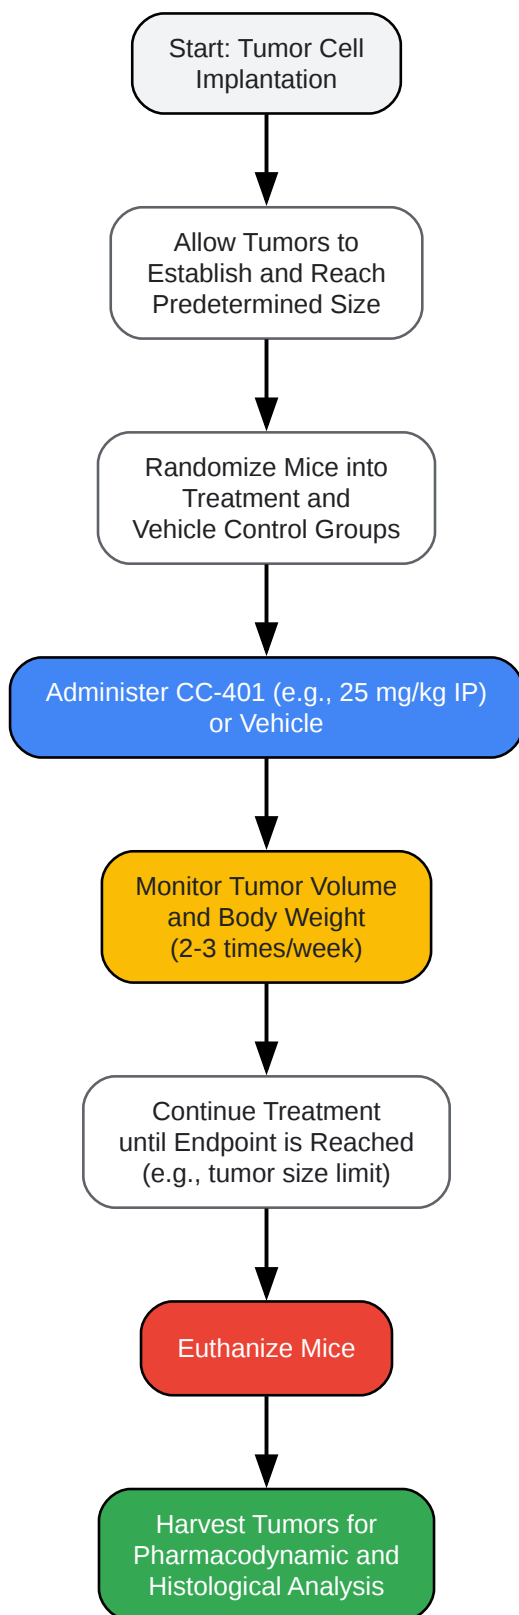 Start: Tumor Cell
Implantation
Allow Tumors to
Establish and Reach
Predetermined Size
Randomize Mice into
Treatment and
Vehicle Control Groups
Administer CC-401 (e.g., 25 mg/kg IP)
or Vehicle
Monitor Tumor Volume
and Body Weight
(2-3 times/week)
Continue Treatment
until Endpoint is Reached
(e.g., tumor size limit)
Euthanize Mice
Harvest Tumors for
Pharmacodynamic and
Histological Analysis